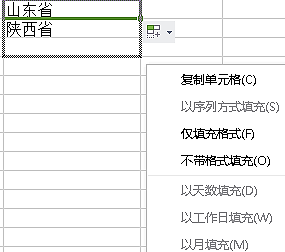 山东省
陕西省
复制单元格(C)
以序列方式填充(S)
仅填充格式(F)
不带格式填充(O)
以天数填充(D)
以工作日填充(W)
以月填充(M)